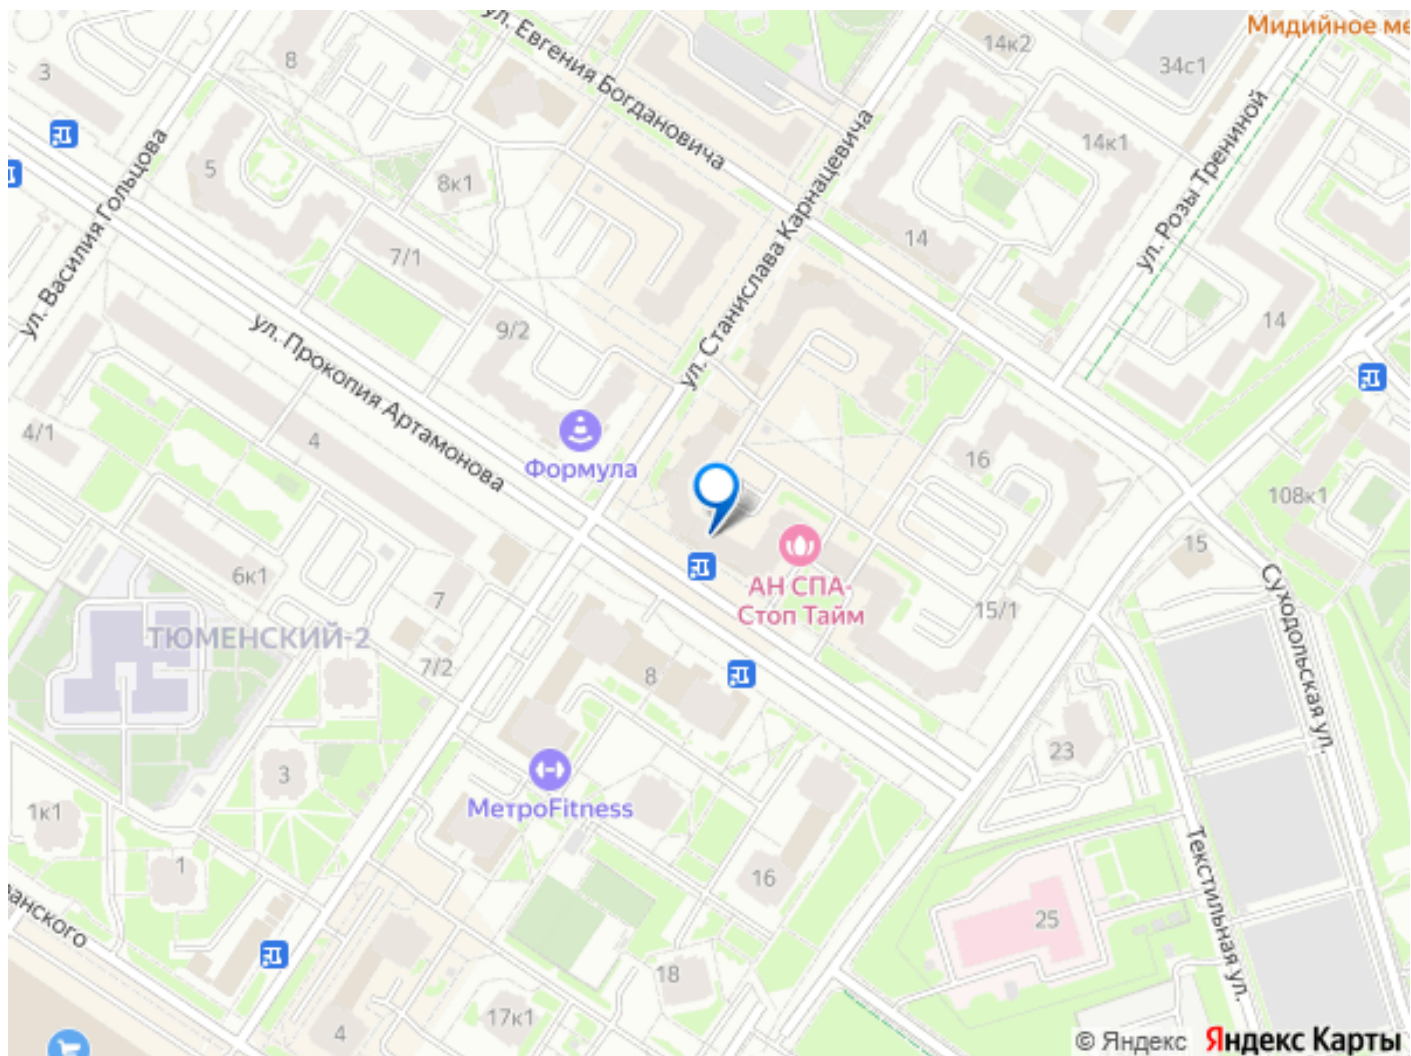 Мидийное ме
ул. Евгения Богдановича
14к2
34с1
8
3
ул. Василия Гольцова
ул. Станислава Карнацевича
ул. Розы Трениной
14к1
5
8к1
7/1
14
9/2
14
ул. Прокопия Артамонова
4/1
4
Формула
16
108к1
15
АН СПА-
Стоп Тайм
6к1
7
15/1
Суходольская ул.
ТЮМЕНСКИЙ-2
7/2
8
23
3
МетроFitness
1к1
1
16
Текстильная ул.
25
анского
18
17к1
4
© Яндекс Яндекс Карты